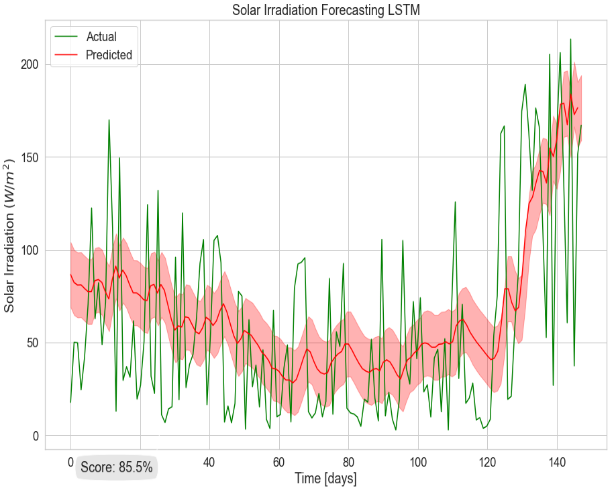 Solar Irradiation Forecasting LSTM
Actual
Predicted
Solar Irradiation (W/m²)
200
150
100
50
0
0 40 60 80 100 120 140
Score: 85.5%
Time [days]